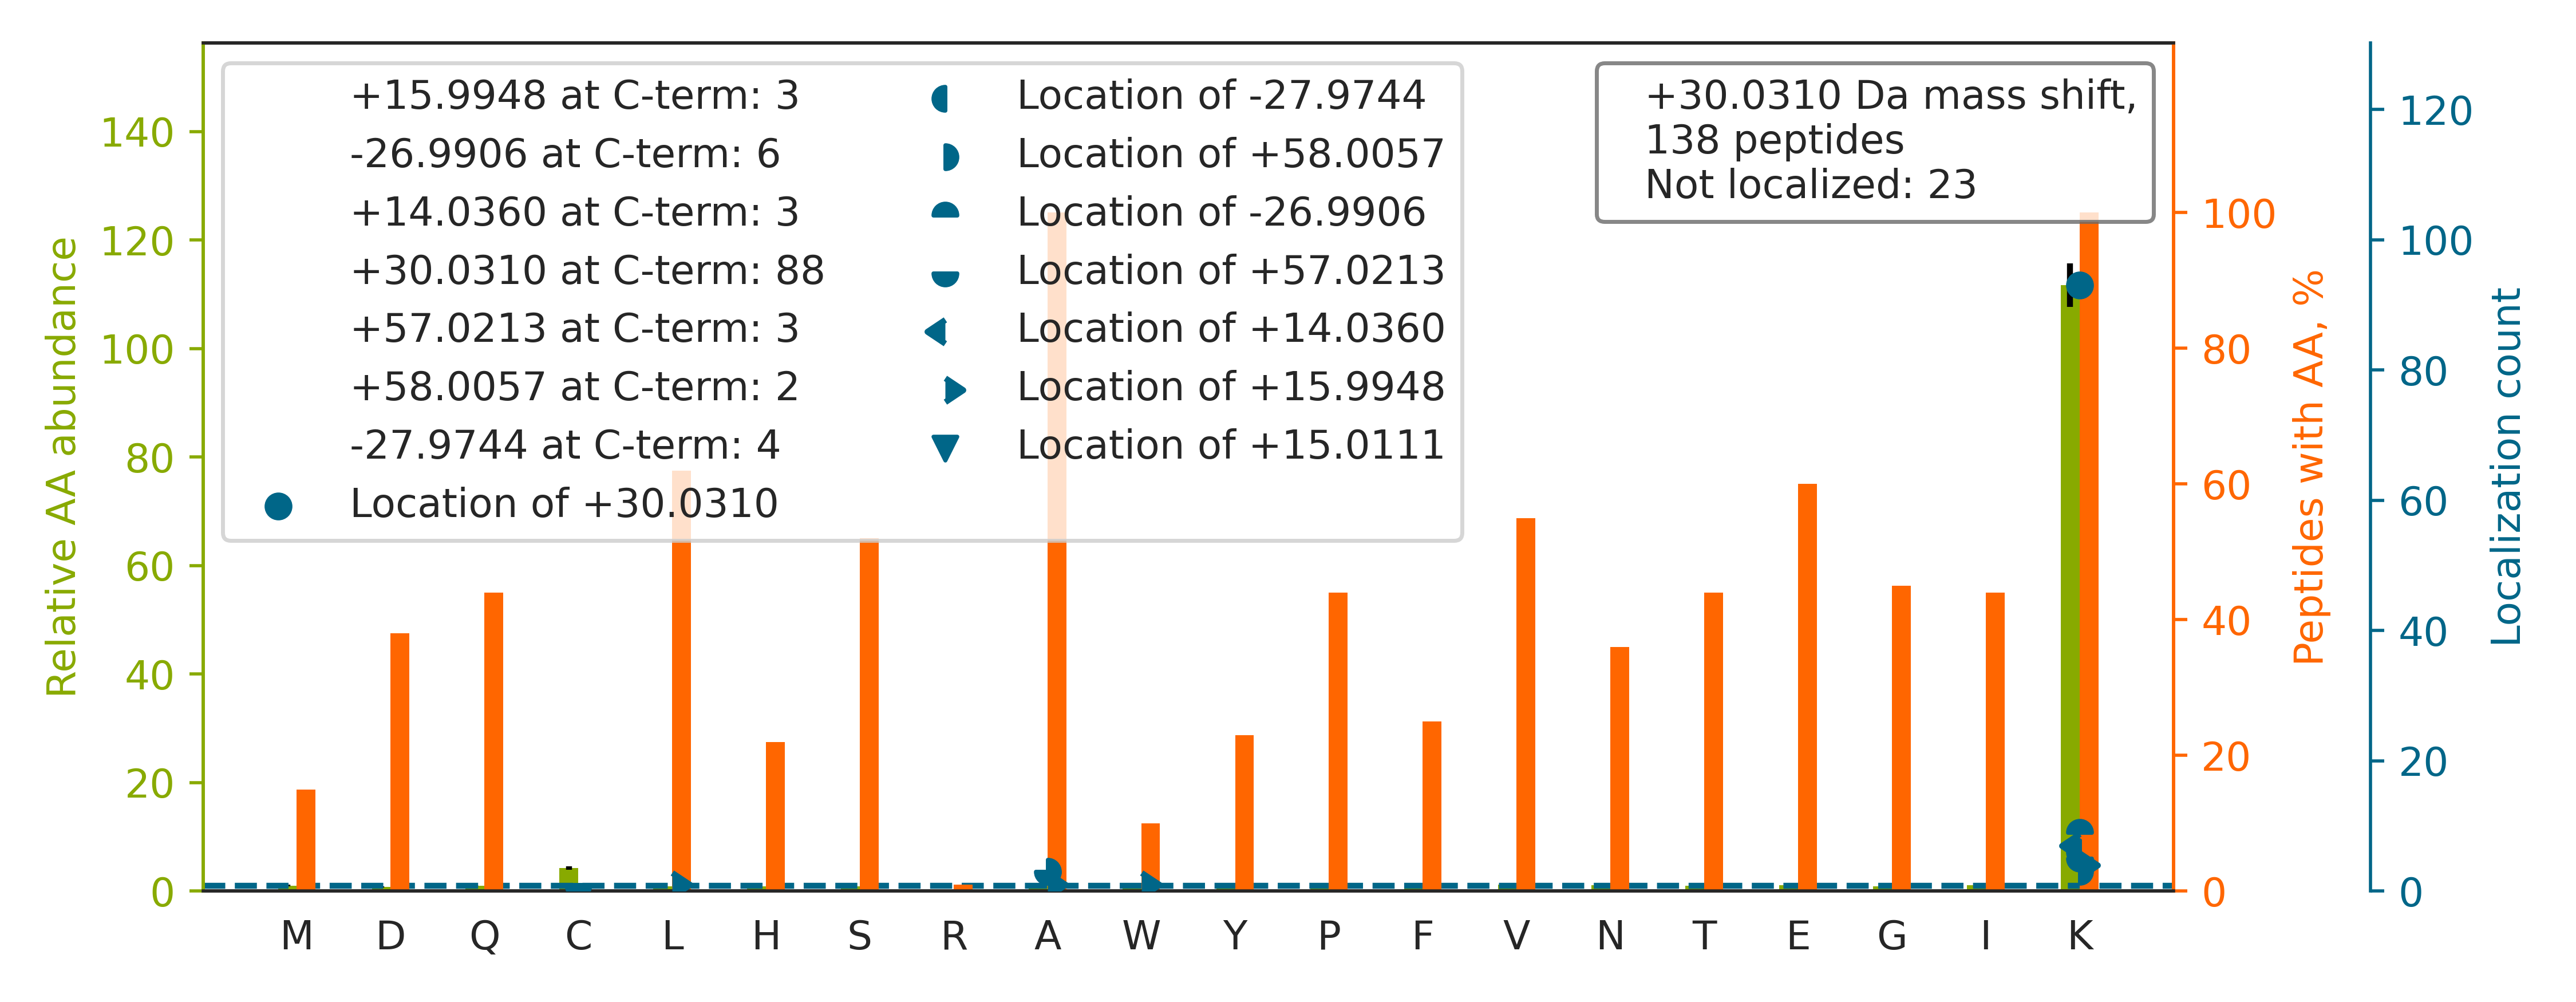 +15.9948 at C-term: 3
-26.9906 at C-term: 6
+14.0360 at C-term: 3
+30.0310 at C-term: 88
+57.0213 at C-term: 3
+58.0057 at C-term: 2
-27.9744 at C-term: 4
Location of +30.0310
Location of -27.9744
Location of +58.0057
Location of -26.9906
Location of +57.0213
Location of +14.0360
Location of +15.9948
Location of +15.0111
+30.0310 Da mass shift,
138 peptides
Not localized: 23
Relative AA abundance
140
120
100
80
60
40
20
0
M D Q C L H S R A W Y P F V N T E G I K
100
80
60
40
20
0
Peptides with AA, %
120
100
80
60
40
20
0
Localization count